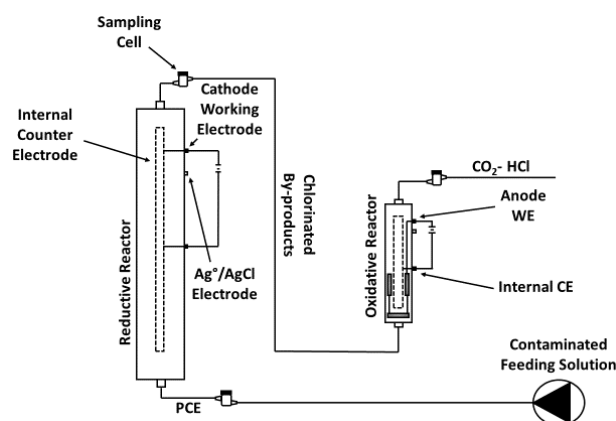 Sampling
Cell
Internal
Counter
Electrode
Cathode
Working
Electrode
Ag°/AgCl
Electrode
Reductive Reactor
Chlorinated
By-products
PCE
CO₂- HCl
Anode
WE
Oxidative Reactor
Internal CE
Contaminated
Feeding Solution